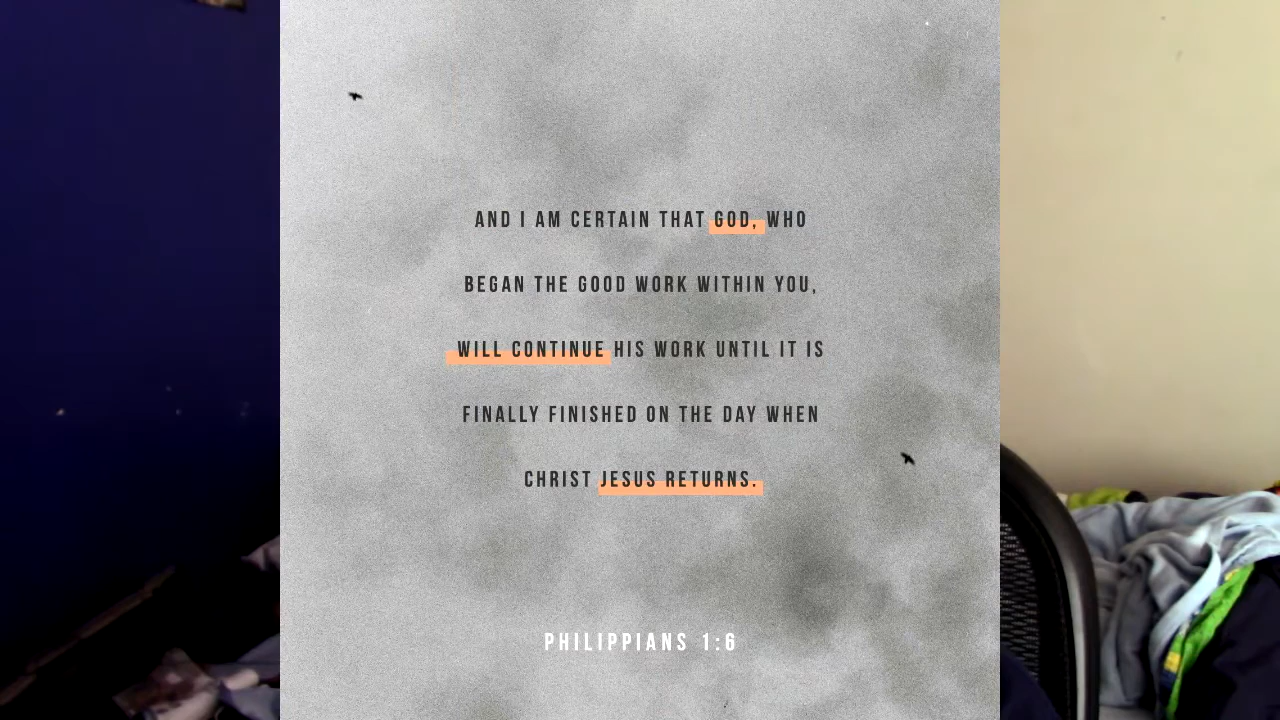 AND I AM CERTAIN THAT GOD, WHO
BEGAN THE GOOD WORK WITHIN YOU,
WILL CONTINUE HIS WORK UNTIL IT IS
FINALLY FINISHED ON THE DAY WHEN
CHRIST JESUS RETURNS.
PHILIPPIANS 1:6